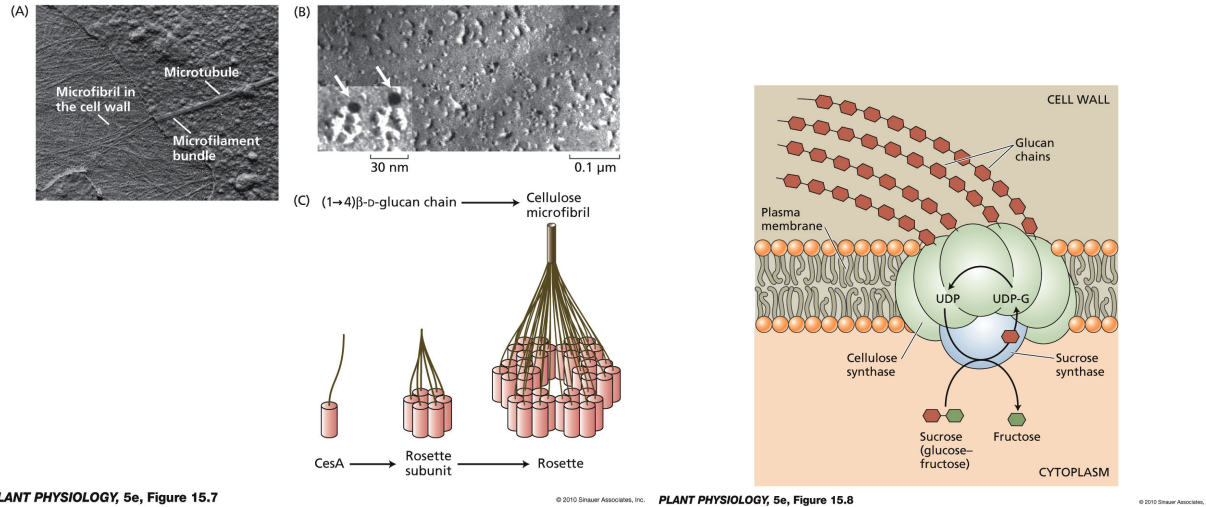 (A)
Microtubule
Microfibril in
the cell wall
Microfilament
bundle
(B)
30 nm
0.1 μm
(C) (1→4)β-D-glucan chain
Cellulose
microfibril
CesA
Rosette
subunit
Rosette
LANT PHYSIOLOGY, 5e, Figure 15.7
© 2010 Sinauer Associates, Inc.
CELL WALL
Glucan
chains
Plasma
membrane
UDP
UDP-G
Cellulose
synthase
Sucrose
synthase
Sucrose
(glucose–
fructose)
Fructose
CYTOPLASM
PLANT PHYSIOLOGY, 5e, Figure 15.8
© 2010 Sinauer Associates,